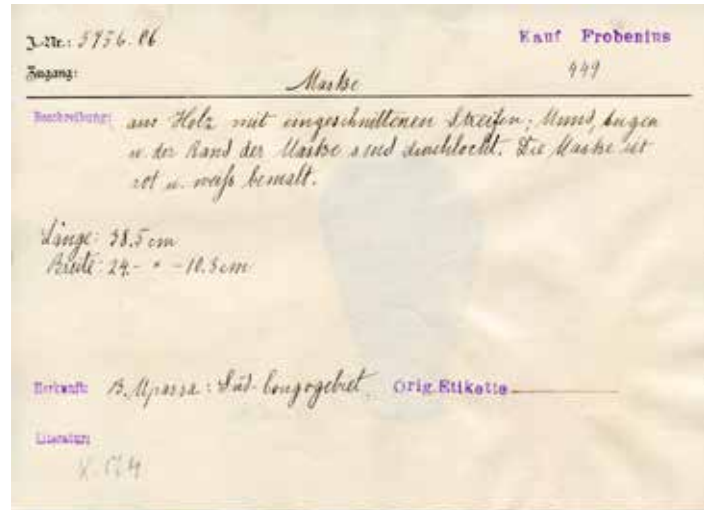 J.-Nr.: 5936.06
Kauf Frobenius
Zugang:
449
Maske
Beschreibung: aus Holz mit eingeschnittenen Streifen; Mund, Augen
u. der Rand der Maske sind durchlocht. Die Maske ist
rot u. weiß bemalt.
Länge: 38.5 cm
Breite: 24.- " -10.5 cm
Herkunft: B. Mpassa: Süd-Congogebiet. Orig. Etikette
Literatur: